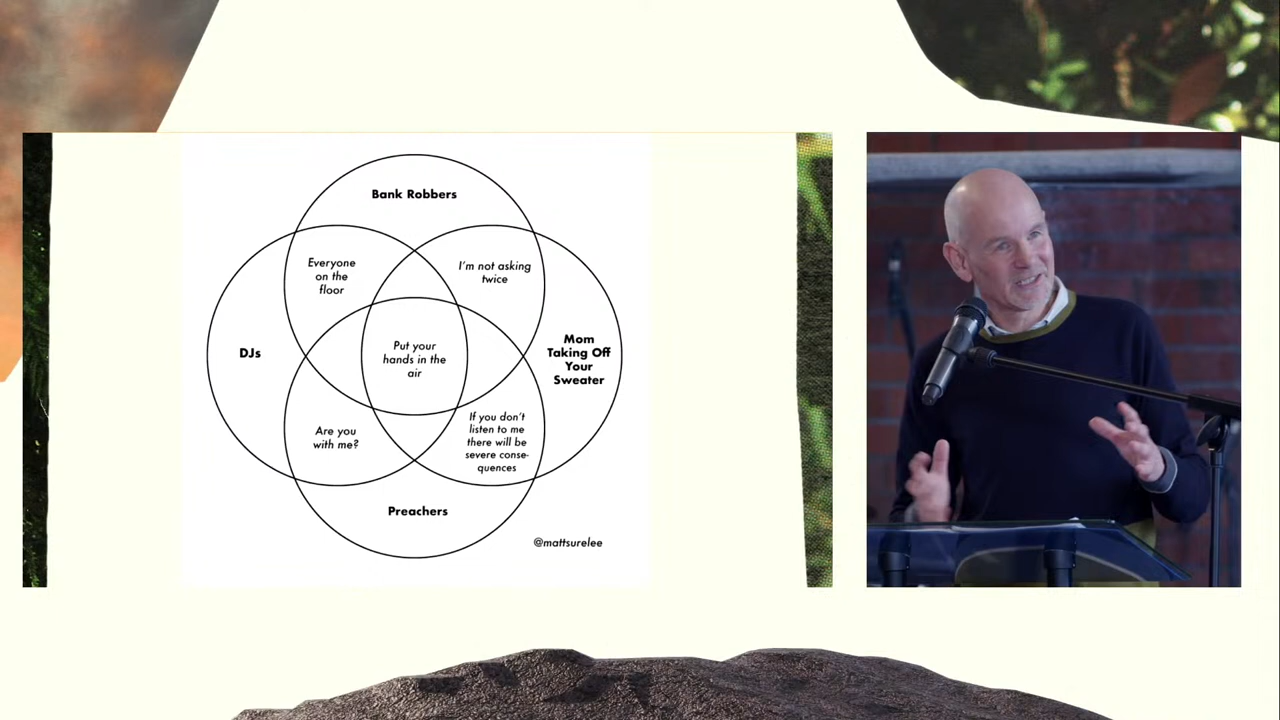 Bank Robbers
Everyone
on the
floor
I'm not asking
twice
DJs
Put your
hands in the
air
Mom
Taking Off
Your
Sweater
Are you
with me?
If you don't
listen to me
there will be
severe conse-
quences
Preachers
@mattsurelee